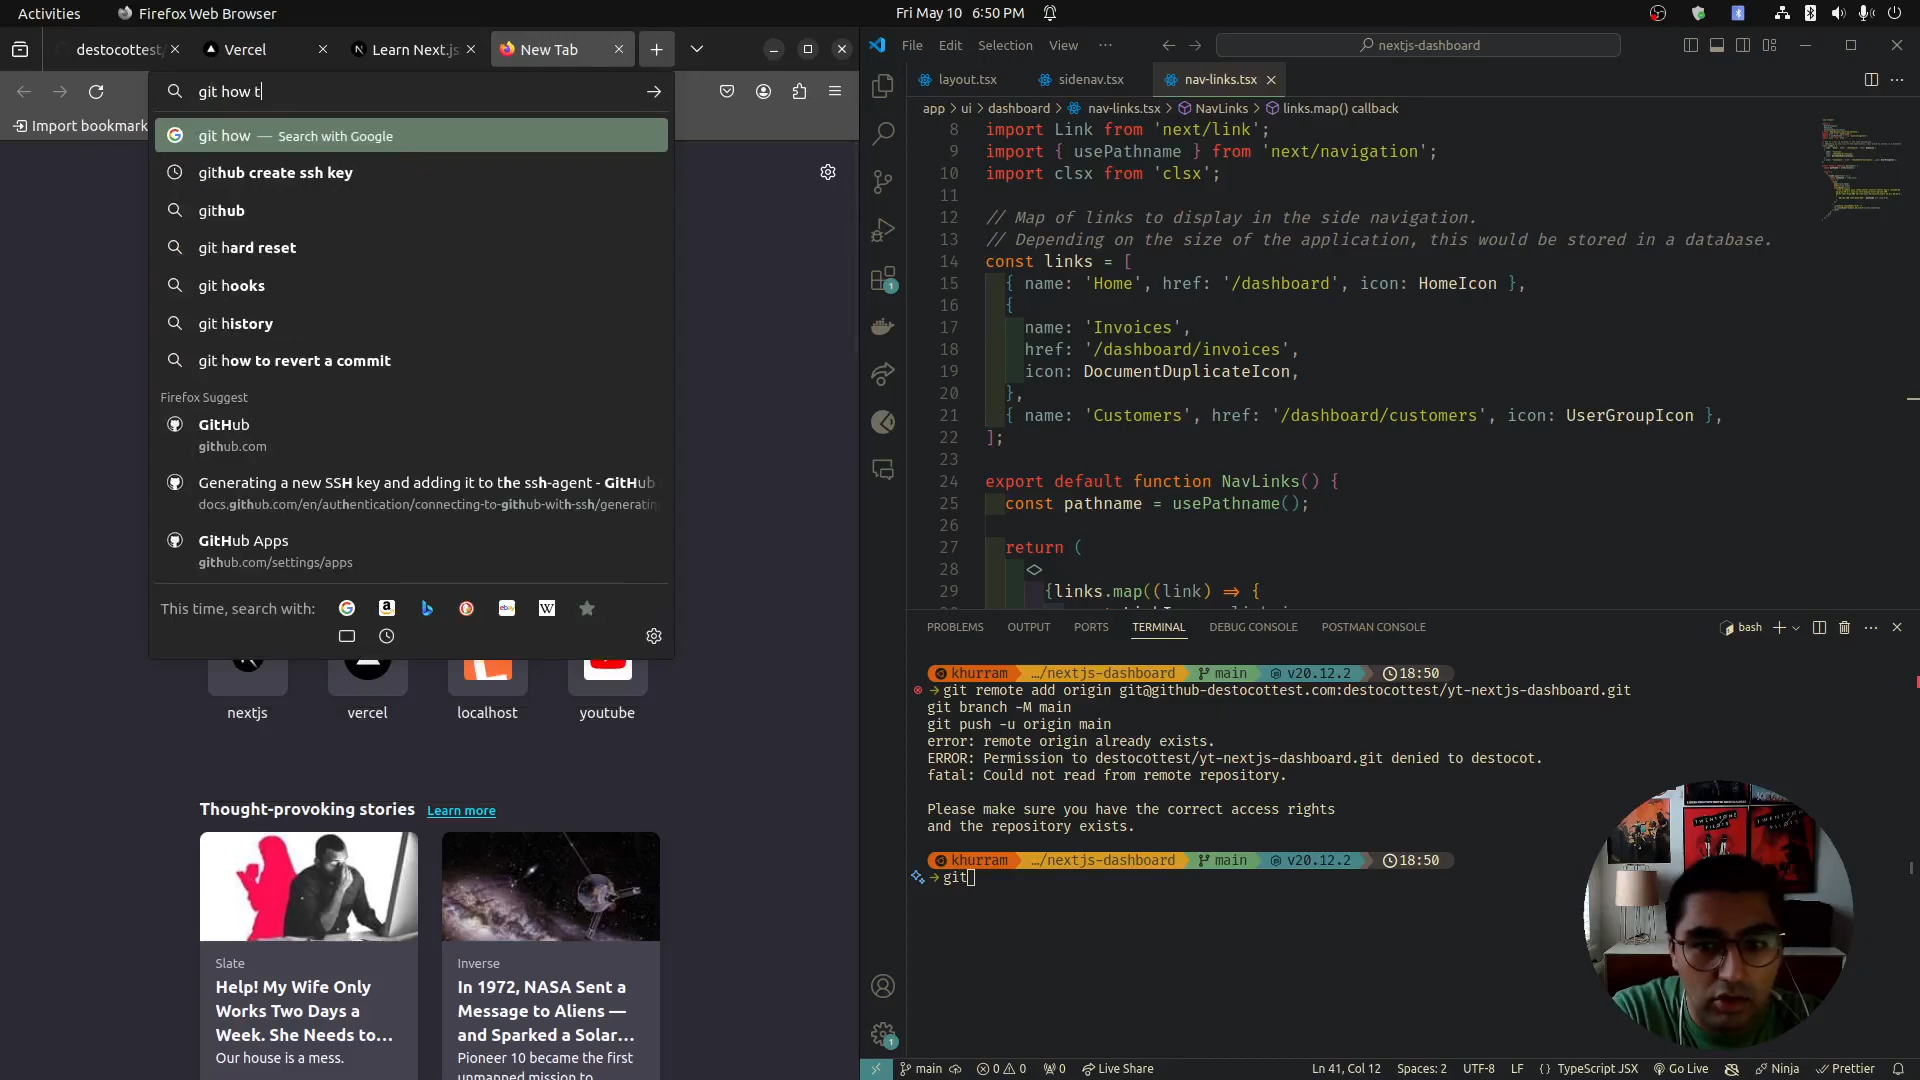 Activities
Firefox Web Browser
Fri May 10 6:50 PM
destocottest/
Vercel
Learn Next.js
New Tab
git how t
Import bookmark
git how — Search with Google
github create ssh key
github
git hard reset
git hooks
git history
git how to revert a commit
Firefox Suggest
GitHub
github.com
Generating a new SSH key and adding it to the ssh-agent - GitHub
docs.github.com/en/authentication/connecting-to-github-with-ssh/generatin
GitHub Apps
github.com/settings/apps
This time, search with:
nextjs
vercel
localhost
youtube
Thought-provoking stories Learn more
Slate
Help! My Wife Only
Works Two Days a
Week. She Needs to...
Our house is a mess.
Inverse
In 1972, NASA Sent a
Message to Aliens —
and Sparked a Solar...
Pioneer 10 became the first
unmanned mission to
File Edit Selection View ···
nextjs-dashboard
layout.tsx
sidenav.tsx
nav-links.tsx
app > ui > dashboard > nav-links.tsx > NavLinks > links.map() callback
8 import Link from 'next/link';
9 import { usePathname } from 'next/navigation';
10 import clsx from 'clsx';
11
12 // Map of links to display in the side navigation.
13 // Depending on the size of the application, this would be stored in a database.
14 const links = [
15 { name: 'Home', href: '/dashboard', icon: HomeIcon },
16 {
17 name: 'Invoices',
18 href: '/dashboard/invoices',
19 icon: DocumentDuplicateIcon,
20 },
21 { name: 'Customers', href: '/dashboard/customers', icon: UserGroupIcon },
22 ];
23
24 export default function NavLinks() {
25 const pathname = usePathname();
26
27 return (
28 <>
29 {links.map((link) => {
PROBLEMS OUTPUT PORTS TERMINAL DEBUG CONSOLE POSTMAN CONSOLE
bash
khurram …/nextjs-dashboard main v20.12.2 18:50
→ git remote add origin git@github-destocottest.com:destocottest/yt-nextjs-dashboard.git
git branch -M main
git push -u origin main
error: remote origin already exists.
ERROR: Permission to destocottest/yt-nextjs-dashboard.git denied to destocot.
fatal: Could not read from remote repository.
Please make sure you have the correct access rights
and the repository exists.
khurram …/nextjs-dashboard main v20.12.2 18:50
→ git
main
0 0
0
Live Share
Ln 41, Col 12
Spaces: 2
UTF-8
LF
{} TypeScript JSX
Go Live
Ninja
Prettier